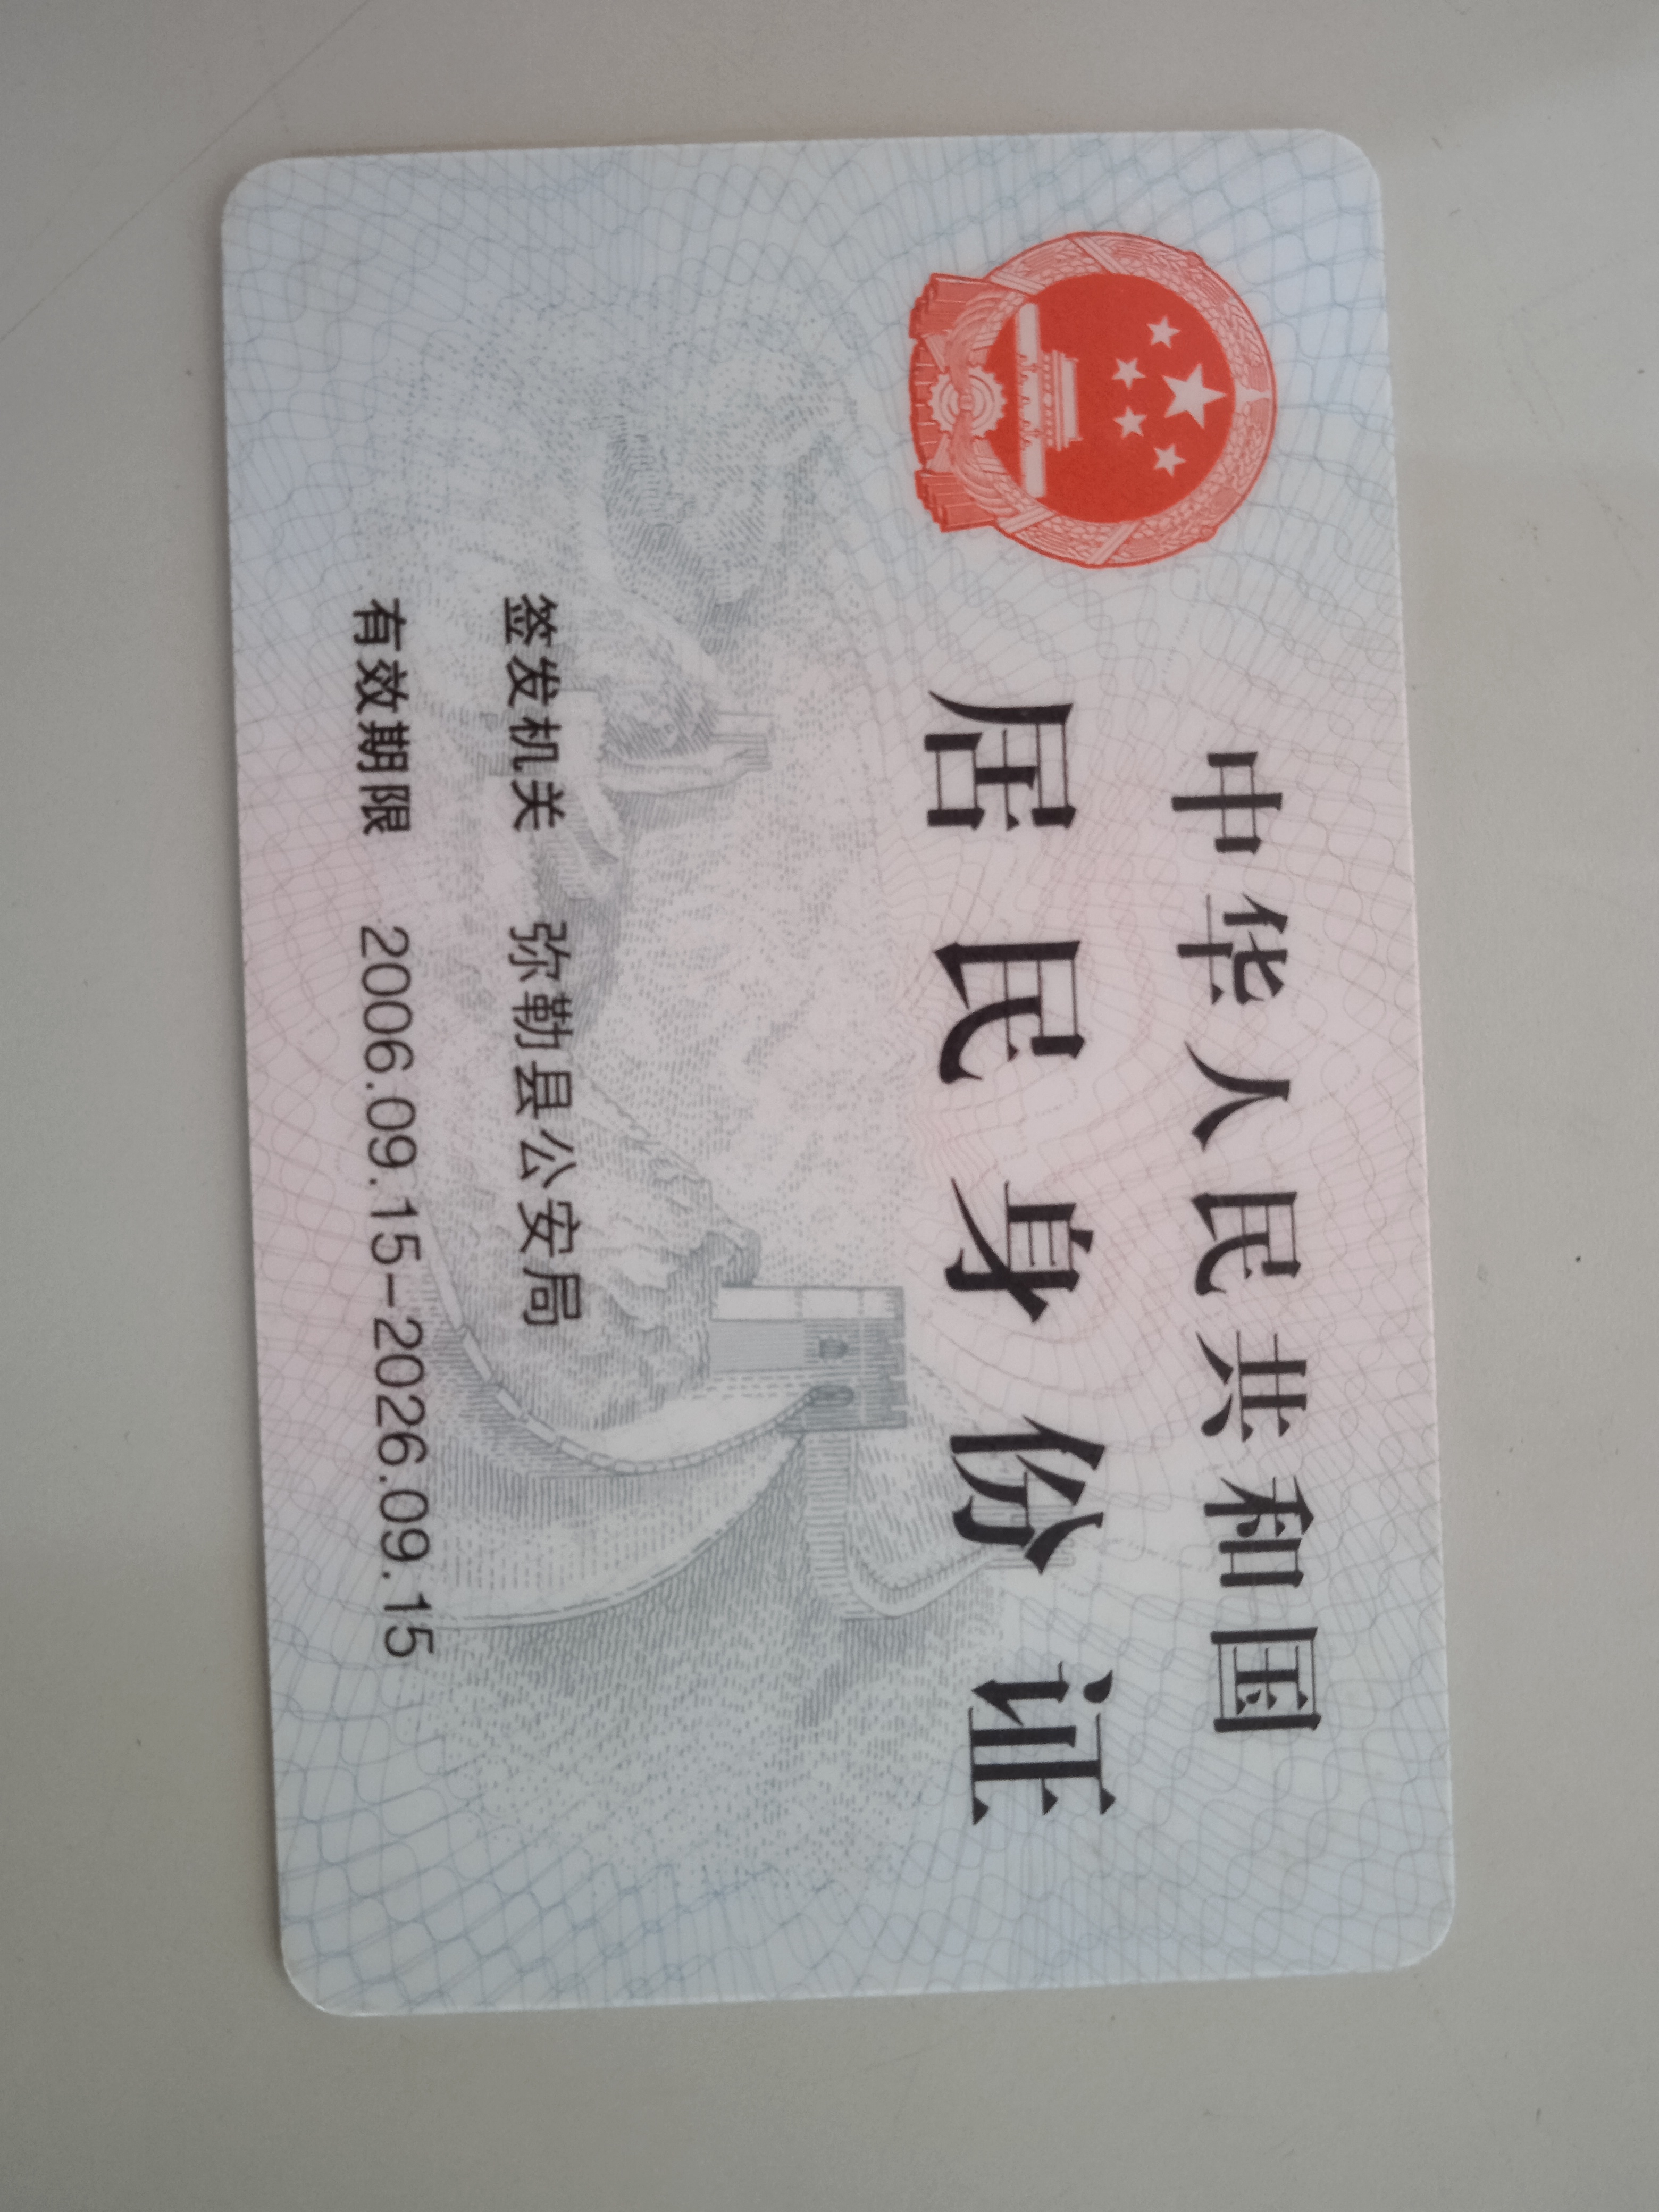 中华人民共和国
居民身份证
签发机关 弥勒县公安局
有效期限 2006.09.15-2026.09.15